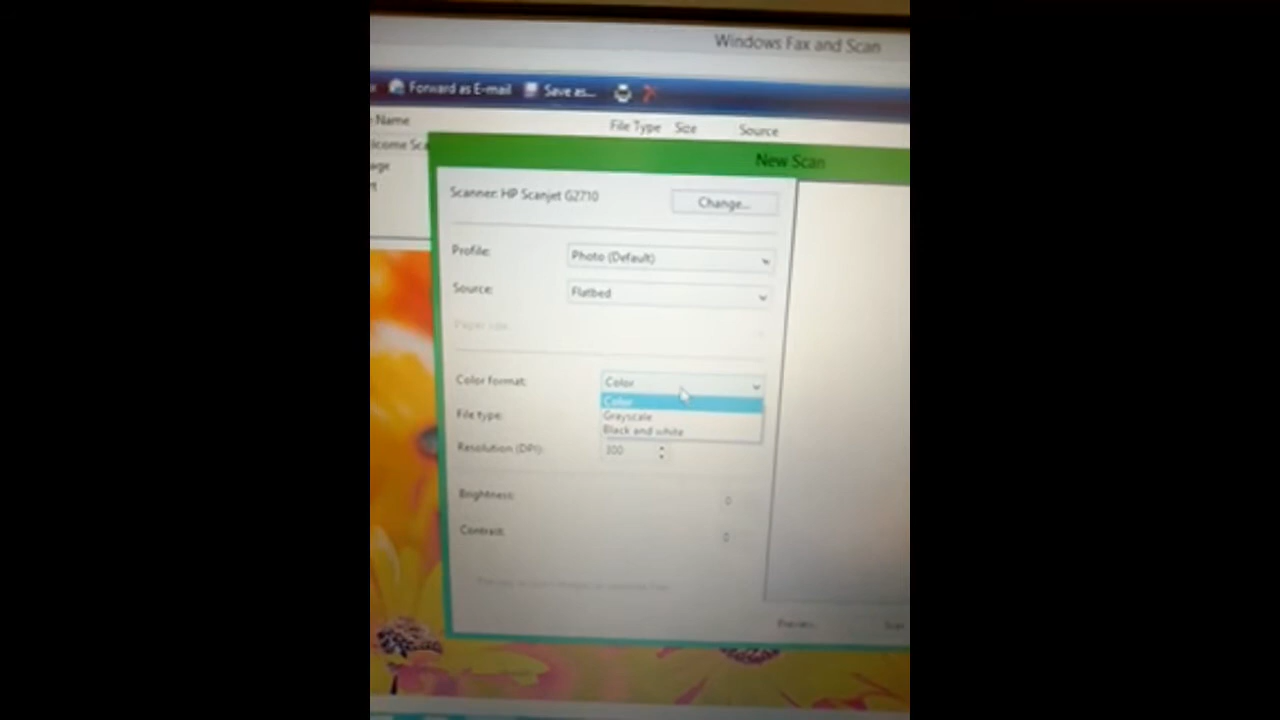 Windows Fax and Scan
Forward as E-mail Save as...
Name File Type Size Source
New Scan
Scanner: HP Scanjet G2710 Change...
Profile: Photo (Default)
Source: Flatbed
Color format: Color
Color
Grayscale
File type:
Black and white
Resolution (DPI): 300
Brightness: 0
Contrast: 0